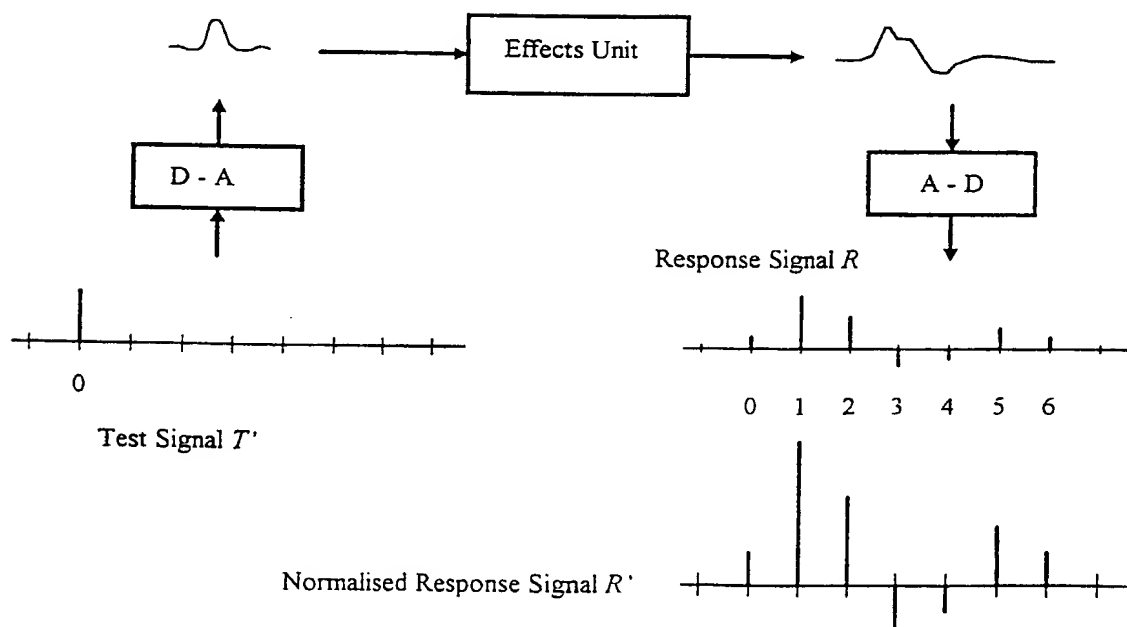 Effects Unit
D - A
A - D
Response Signal R
0
0 1 2 3 4 5 6
Test Signal T'
Normalised Response Signal R'